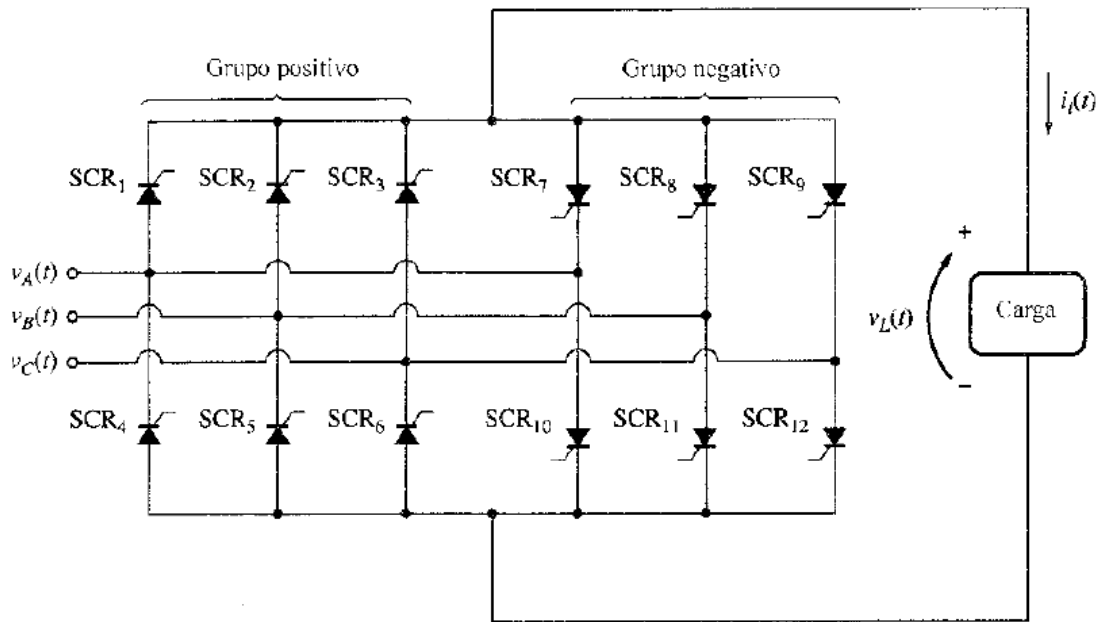 Grupo positivo
Grupo negativo
i_l(t)
SCR₁
SCR₂
SCR₃
SCR₇
SCR₈
SCR₉
v_A(t)
v_B(t)
v_C(t)
+
v_L(t)
Carga
−
SCR₄
SCR₅
SCR₆
SCR₁₀
SCR₁₁
SCR₁₂